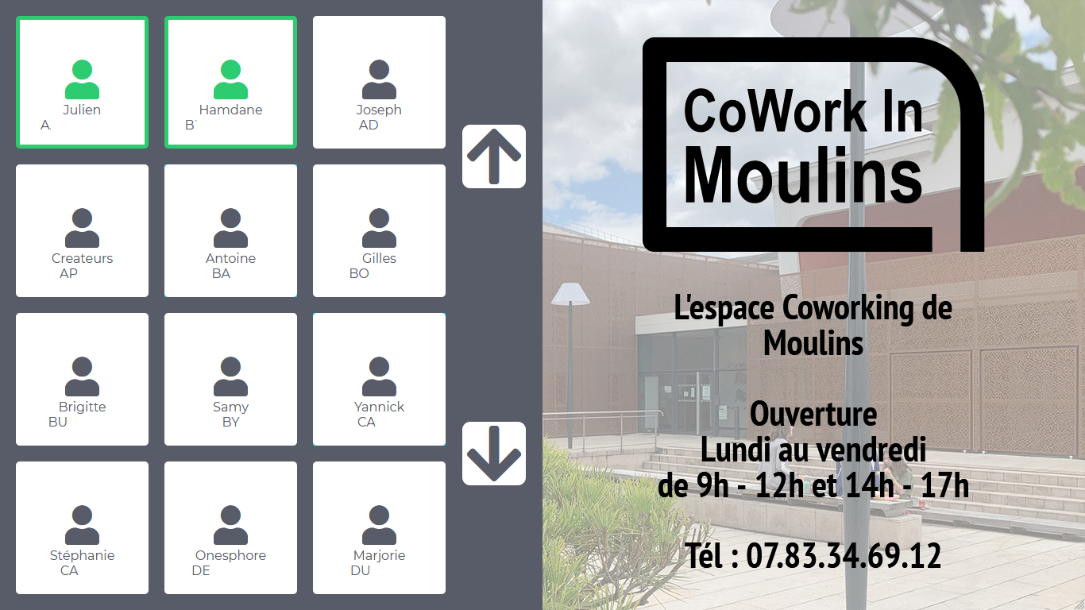 Julien
A.
Hamdane
B'
Joseph
AD
Createurs
AP
Antoine
BA
Gilles
BO
Brigitte
BU
Samy
BY
Yannick
CA
Stéphanie
CA
Onesphore
DE
Marjorie
DU
CoWork In
Moulins
L'espace Coworking de
Moulins
Ouverture
Lundi au vendredi
de 9h - 12h et 14h - 17h
Tél : 07.83.34.69.12